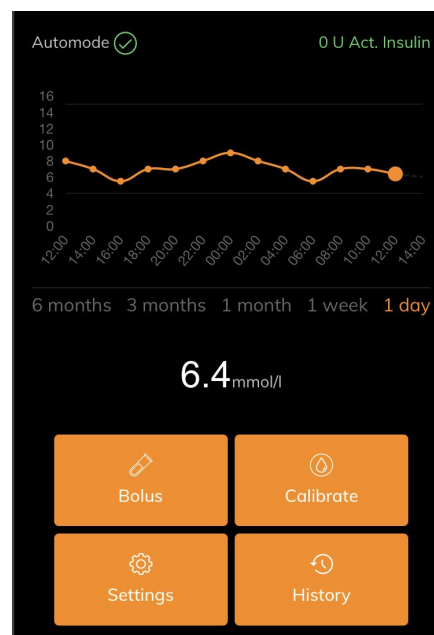 Automode 0 U Act. Insulin
16
14
12
10
8
6
4
2
0
12:00 14:00 16:00 18:00 20:00 22:00 00:00 02:00 04:00 06:00 08:00 10:00 12:00 14:00
6 months 3 months 1 month 1 week 1 day
6.4 mmol/l
Bolus Calibrate
Settings History